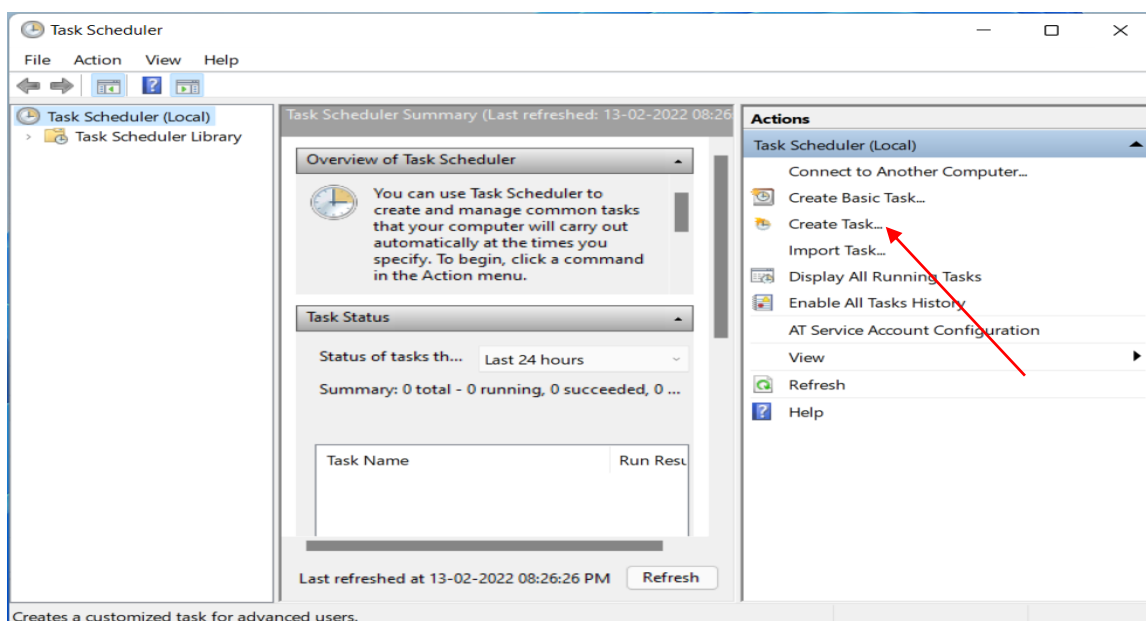 Task Scheduler
File Action View Help
Task Scheduler (Local)
Task Scheduler Library
Task Scheduler Summary (Last refreshed: 13-02-2022 08:26
Overview of Task Scheduler
You can use Task Scheduler to
create and manage common tasks
that your computer will carry out
automatically at the times you
specify. To begin, click a command
in the Action menu.
Task Status
Status of tasks th... Last 24 hours
Summary: 0 total - 0 running, 0 succeeded, 0 ...
Task Name Run Resu
Last refreshed at 13-02-2022 08:26:26 PM Refresh
Actions
Task Scheduler (Local)
Connect to Another Computer...
Create Basic Task...
Create Task...
Import Task...
Display All Running Tasks
Enable All Tasks History
AT Service Account Configuration
View
Refresh
Help
Creates a customized task for advanced users.